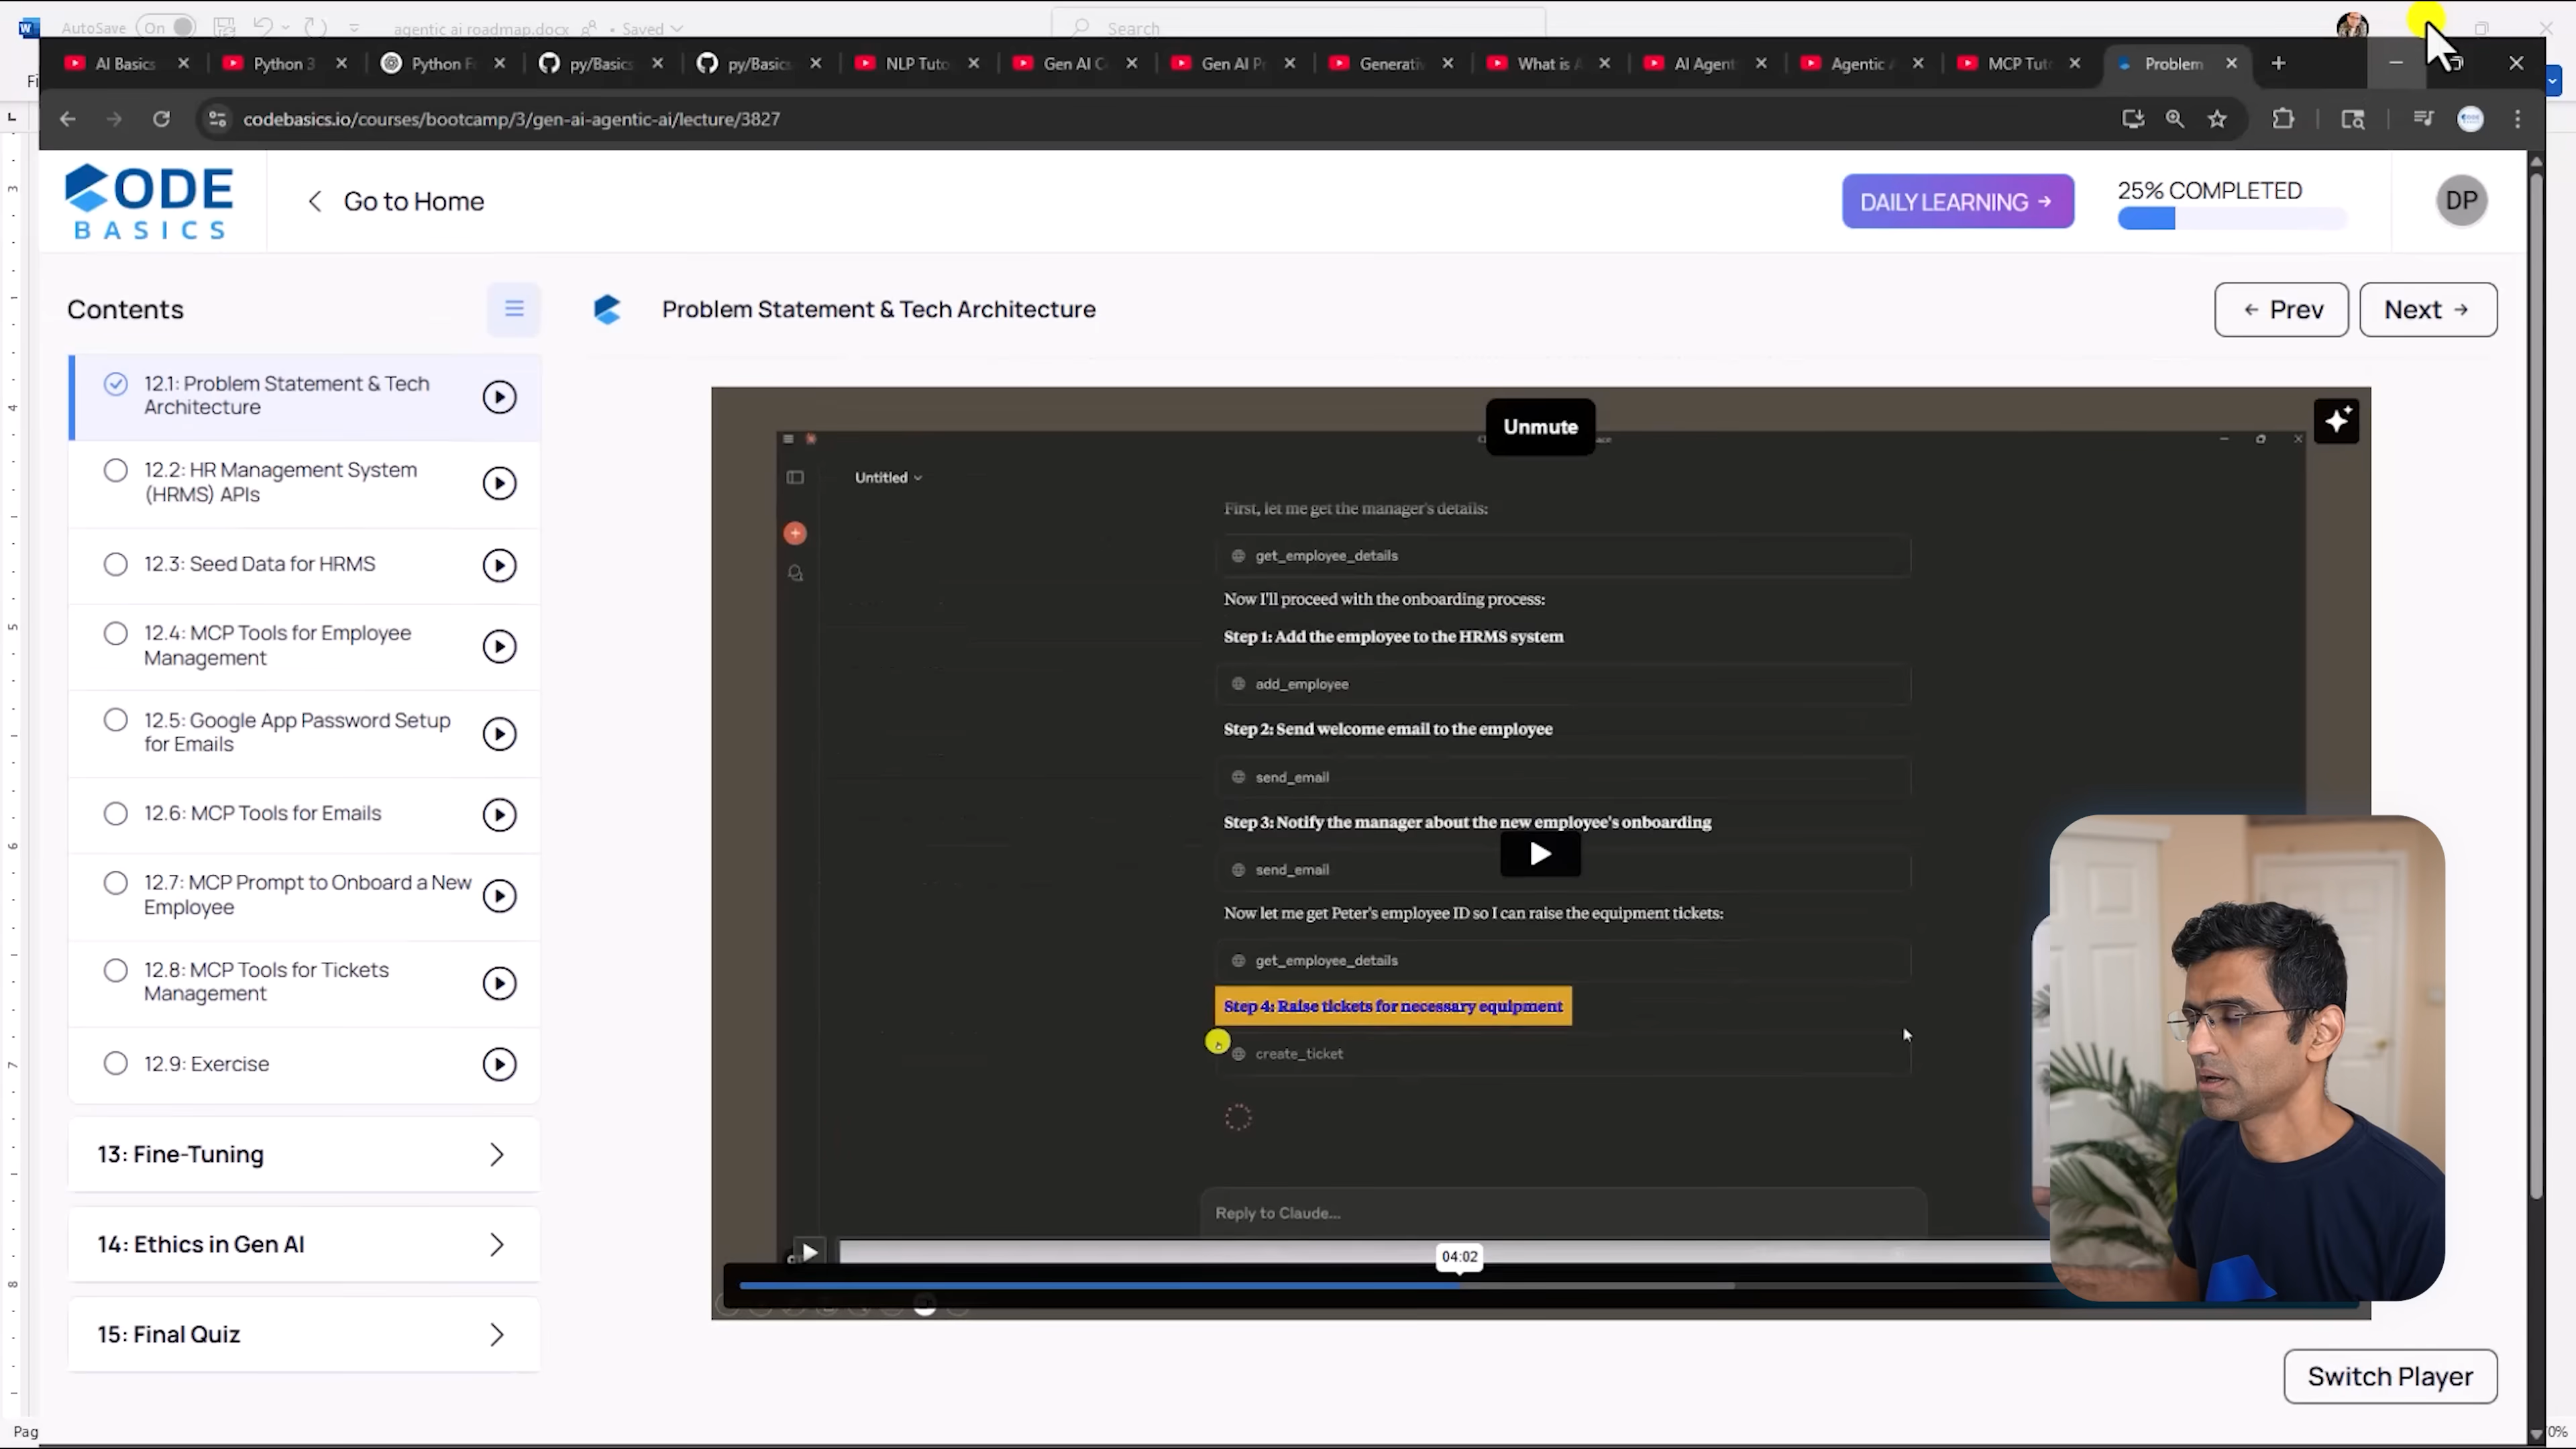 AutoSave On agentic ai roadmap.docx • Saved Search
AI Basics Python 3 Python F py/Basics py/Basics NLP Tuto Gen AI C Gen AI P Generati What is AI Agent Agentic MCP Tut Problem
codebasics.io/courses/bootcamp/3/gen-ai-agentic-ai/lecture/3827
CODE
BASICS
Go to Home
DAILY LEARNING →
25% COMPLETED
DP
Contents
Problem Statement & Tech Architecture
← Prev
Next →
12.1: Problem Statement & Tech
Architecture
12.2: HR Management System
(HRMS) APIs
12.3: Seed Data for HRMS
12.4: MCP Tools for Employee
Management
12.5: Google App Password Setup
for Emails
12.6: MCP Tools for Emails
12.7: MCP Prompt to Onboard a New
Employee
12.8: MCP Tools for Tickets
Management
12.9: Exercise
13: Fine-Tuning
14: Ethics in Gen AI
15: Final Quiz
Unmute
Untitled
First, let me get the manager's details:
get_employee_details
Now I'll proceed with the onboarding process:
Step 1: Add the employee to the HRMS system
add_employee
Step 2: Send welcome email to the employee
send_email
Step 3: Notify the manager about the new employee's onboarding
send_email
Now let me get Peter's employee ID so I can raise the equipment tickets:
get_employee_details
Step 4: Raise tickets for necessary equipment
create_ticket
Reply to Claude...
04:02
Switch Player
Pag
0%
3
4
5
6
7
8